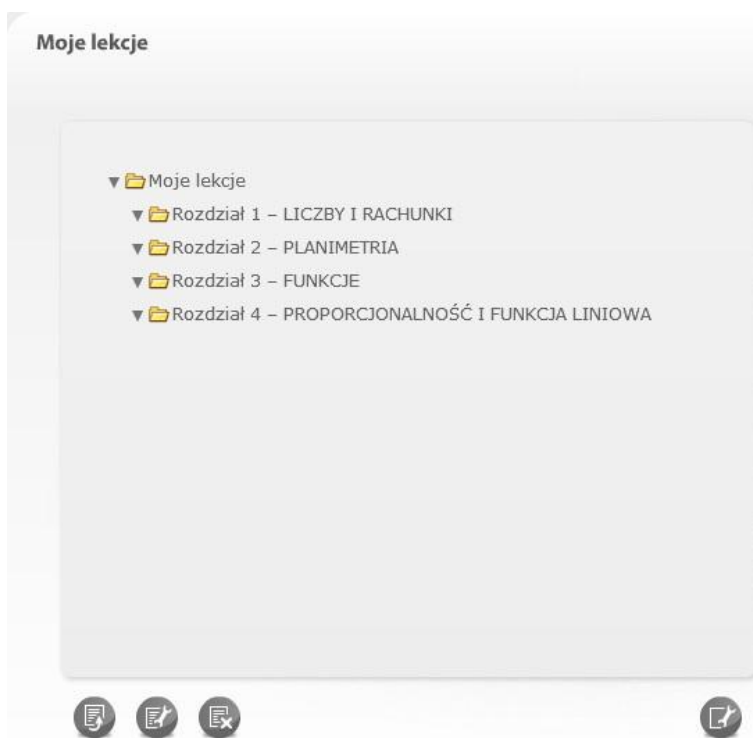 Moje lekcje
Moje lekcje
Rozdział 1 – LICZBY I RACHUNKI
Rozdział 2 – PLANIMETRIA
Rozdział 3 – FUNKCJE
Rozdział 4 – PROPORCJONALNOŚĆ I FUNKCJA LINIOWA